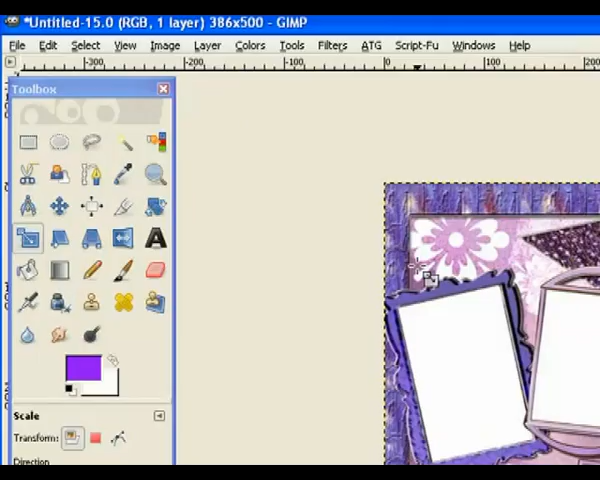 *Untitled-15.0 (RGB, 1 layer) 386x500 - GIMP
File Edit Select View Image Layer Colors Tools Filters ATG Script-Fu Windows Help
-300 -200 -100 0 100 200
Toolbox
Scale
Transform:
Direction